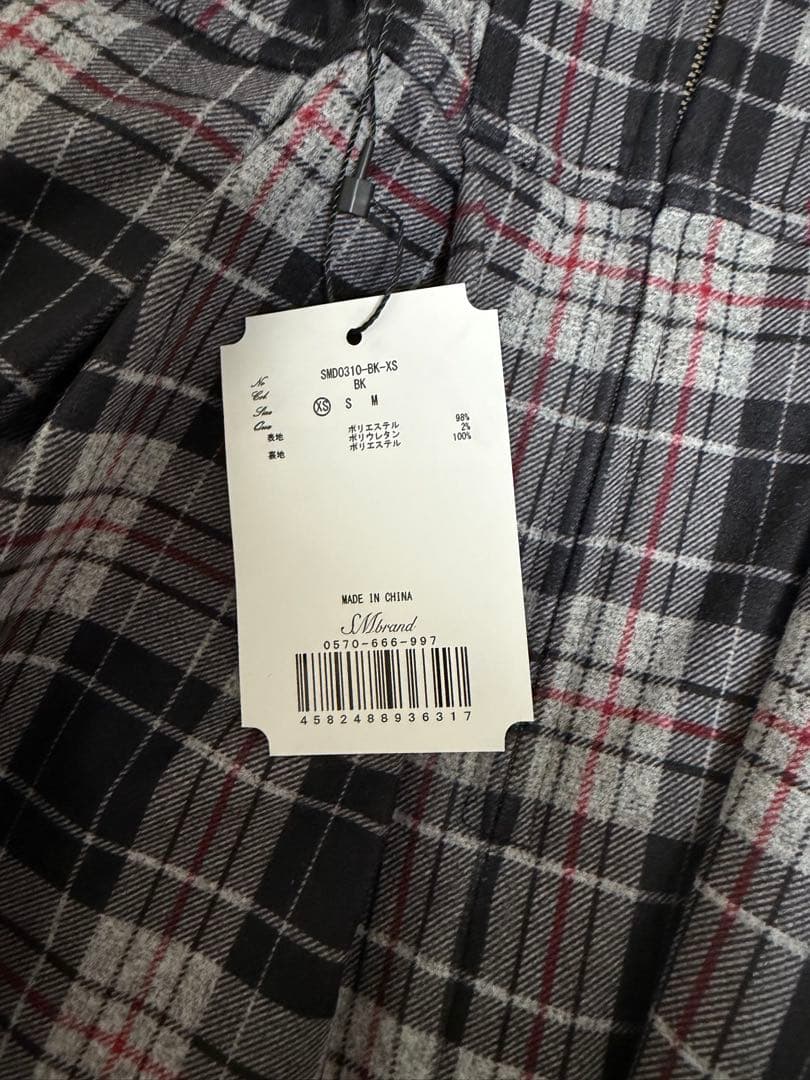 No SMD0310-BK-XS
Col BK
Size XS S M
One
表地 ポリエステル 98%
ポリウレタン 2%
裏地 ポリエステル 100%
MADE IN CHINA
SMbrand
0570-666-997
4582488936317